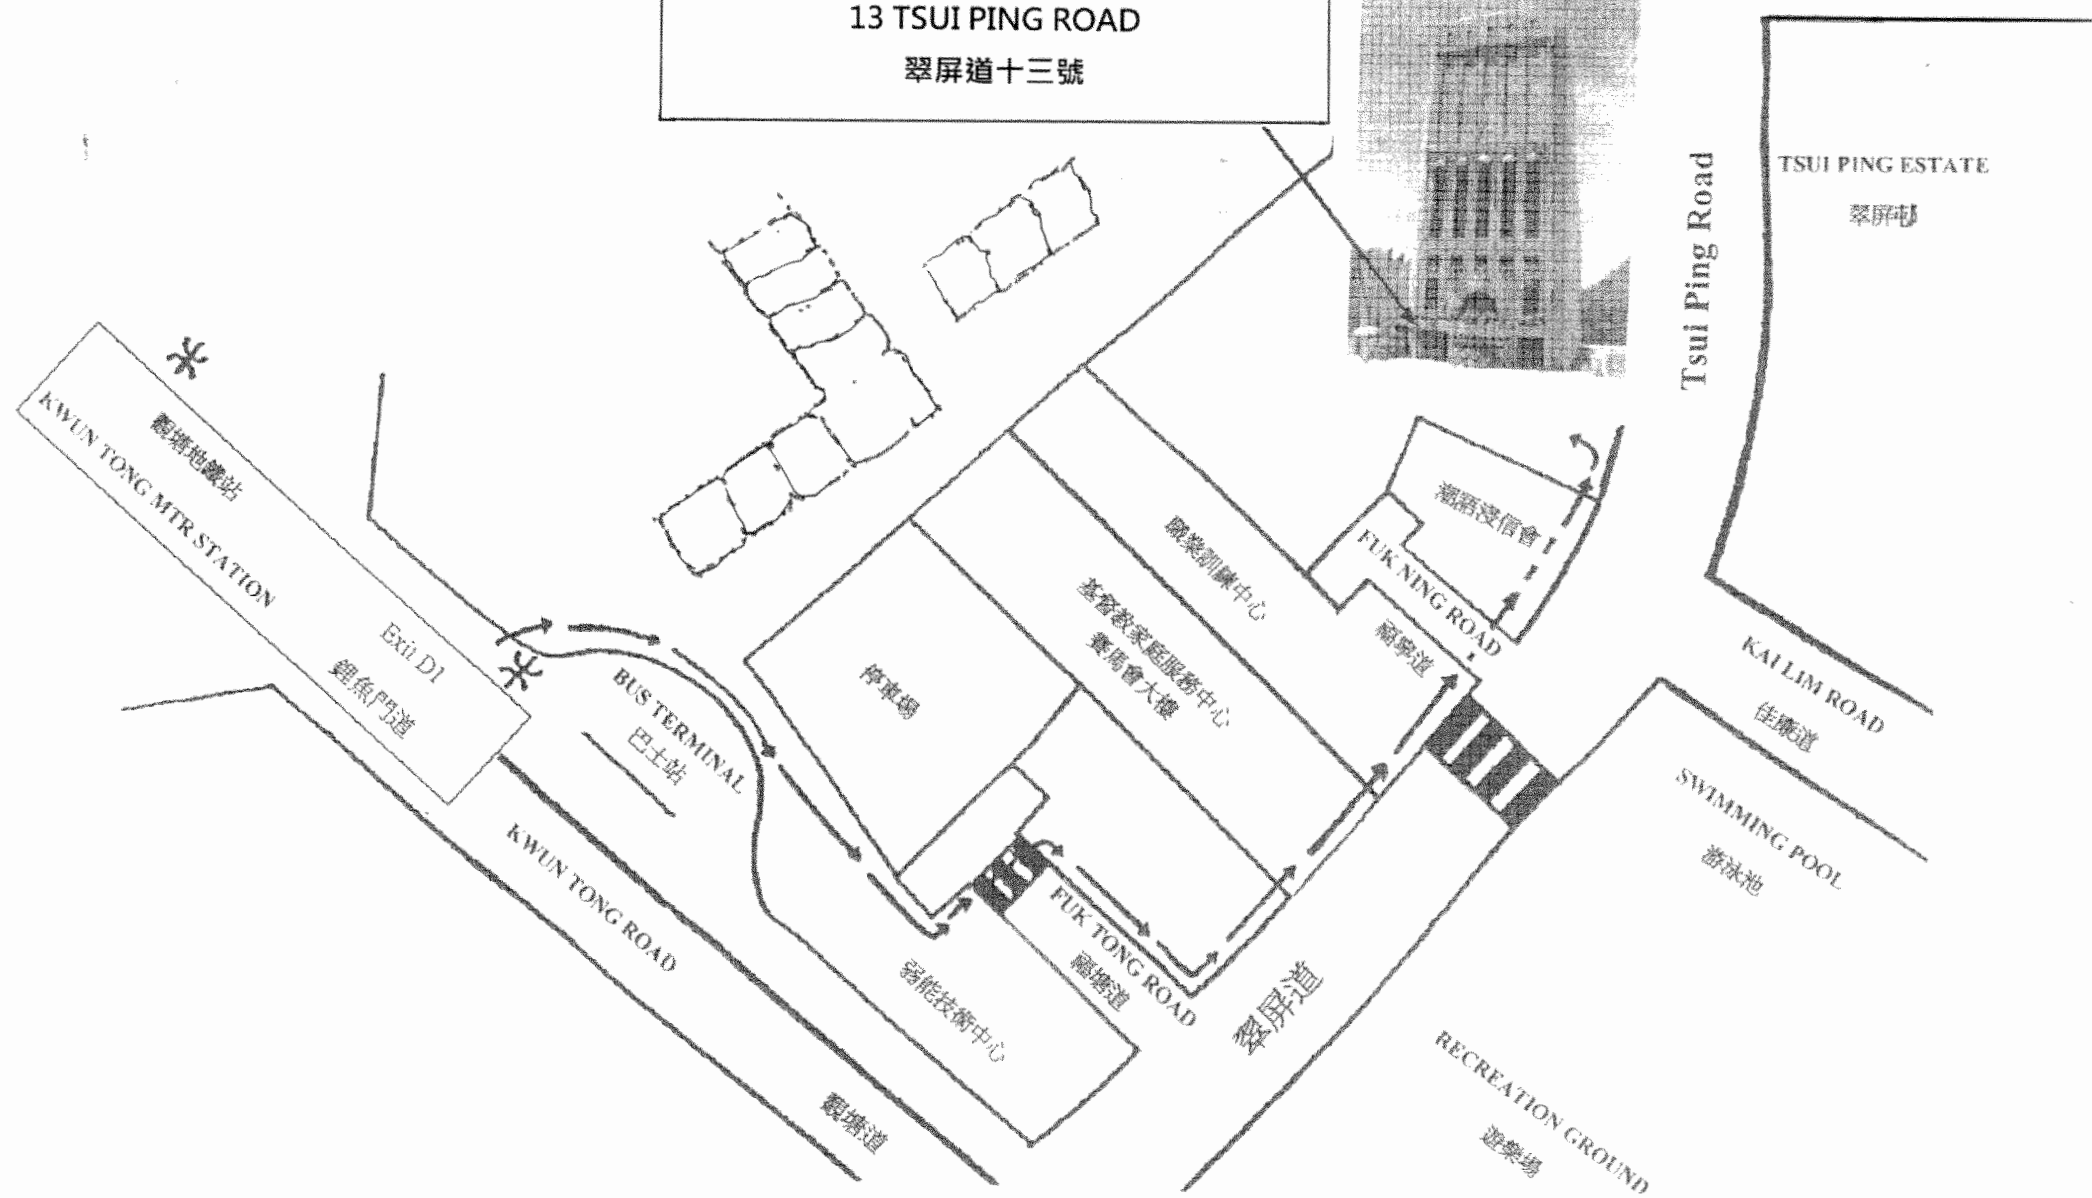 13 TSUI PING ROAD
翠屏道十三號
TSUI PING ESTATE
翠屏邨
Tsui Ping Road
觀塘地鐵站
KWUN TONG MTR STATION
Exit D1
鯉魚門道
BUS TERMINAL
巴士站
KWUN TONG ROAD
觀塘道
停車場
基督教家庭服務中心
賽馬會大樓
職業訓練中心
潮語浸信會
FUK NING ROAD
福寧道
KAI LIM ROAD
佳廉道
SWIMMING POOL
游泳池
FUK TONG ROAD
福塘道
弱能技術中心
翠屏道
RECREATION GROUND
遊樂場